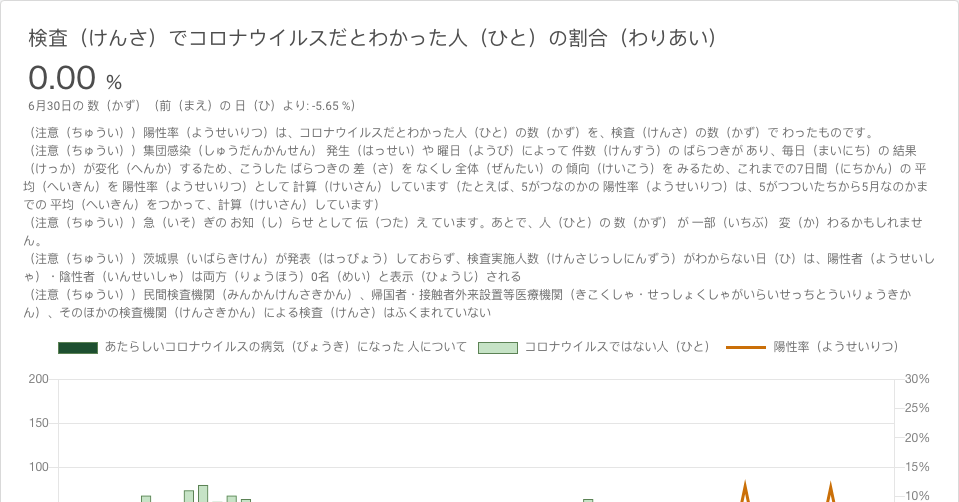 検査（けんさ）でコロナウイルスだとわかった人（ひと）の割合（わりあい）
0.00 %
6月30日の 数（かず）（前（まえ）の 日（ひ）より: -5.65 %）
（注意（ちゅうい））陽性率（ようせいりつ）は、コロナウイルスだとわかった人（ひと）の数（かず）を、検査（けんさ）の数（かず）で わったものです。
（注意（ちゅうい））集団感染（しゅうだんかんせん） 発生（はっせい）や 曜日（ようび）によって 件数（けんすう）の ばらつきが あり、毎日（まいにち）の 結果
（けっか）が変化（へんか）するため、こうした ばらつきの 差（さ）を なくし 全体（ぜんたい）の 傾向（けいこう）を みるため、これまでの7日間（にちかん）の 平
均（へいきん）を 陽性率（ようせいりつ）として 計算（けいさん）しています（たとえば、5がつなのかの 陽性率（ようせいりつ）は、5がつついたちから5月なのかま
での 平均（へいきん）をつかって、計算（けいさん）しています）
（注意（ちゅうい））急（いそ）ぎの お知（し）らせ として 伝（つた）え ています。あとで、人（ひと）の 数（かず） が 一部（いちぶ） 変（か）わるかもしれませ
ん。
（注意（ちゅうい））茨城県（いばらきけん）が発表（はっぴょう）しておらず、検査実施人数（けんさじっしにんずう）がわからない日（ひ）は、陽性者（ようせいし
ゃ）・陰性者（いんせいしゃ）は両方（りょうほう）0名（めい）と表示（ひょうじ）される
（注意（ちゅうい））民間検査機関（みんかんけんさきかん）、帰国者・接触者外来設置等医療機関（きこくしゃ・せっしょくしゃがいらいせっちとういりょうきか
ん）、そのほかの検査機関（けんさきかん）による検査（けんさ）はふくまれていない
あたらしいコロナウイルスの病気（びょうき）になった 人について コロナウイルスではない人（ひと） 陽性率（ようせいりつ）
200 30%
25%
150 20%
100 15%
10%